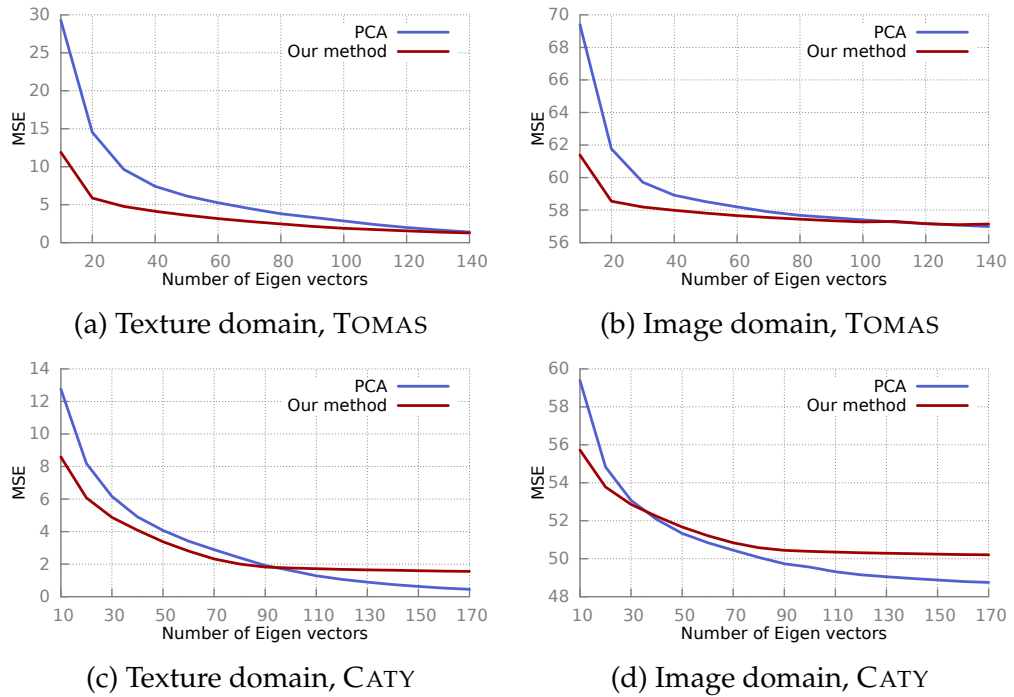 30
25
20
15
10
5
0
MSE
PCA
Our method
20 40 60 80 100 120 140
Number of Eigen vectors
(a) Texture domain, TOMAS
70
68
66
64
62
60
58
56
MSE
PCA
Our method
20 40 60 80 100 120 140
Number of Eigen vectors
(b) Image domain, TOMAS
14
12
10
8
6
4
2
0
MSE
PCA
Our method
10 30 50 70 90 110 130 150 170
Number of Eigen vectors
(c) Texture domain, CATY
60
58
56
54
52
50
48
MSE
PCA
Our method
10 30 50 70 90 110 130 150 170
Number of Eigen vectors
(d) Image domain, CATY